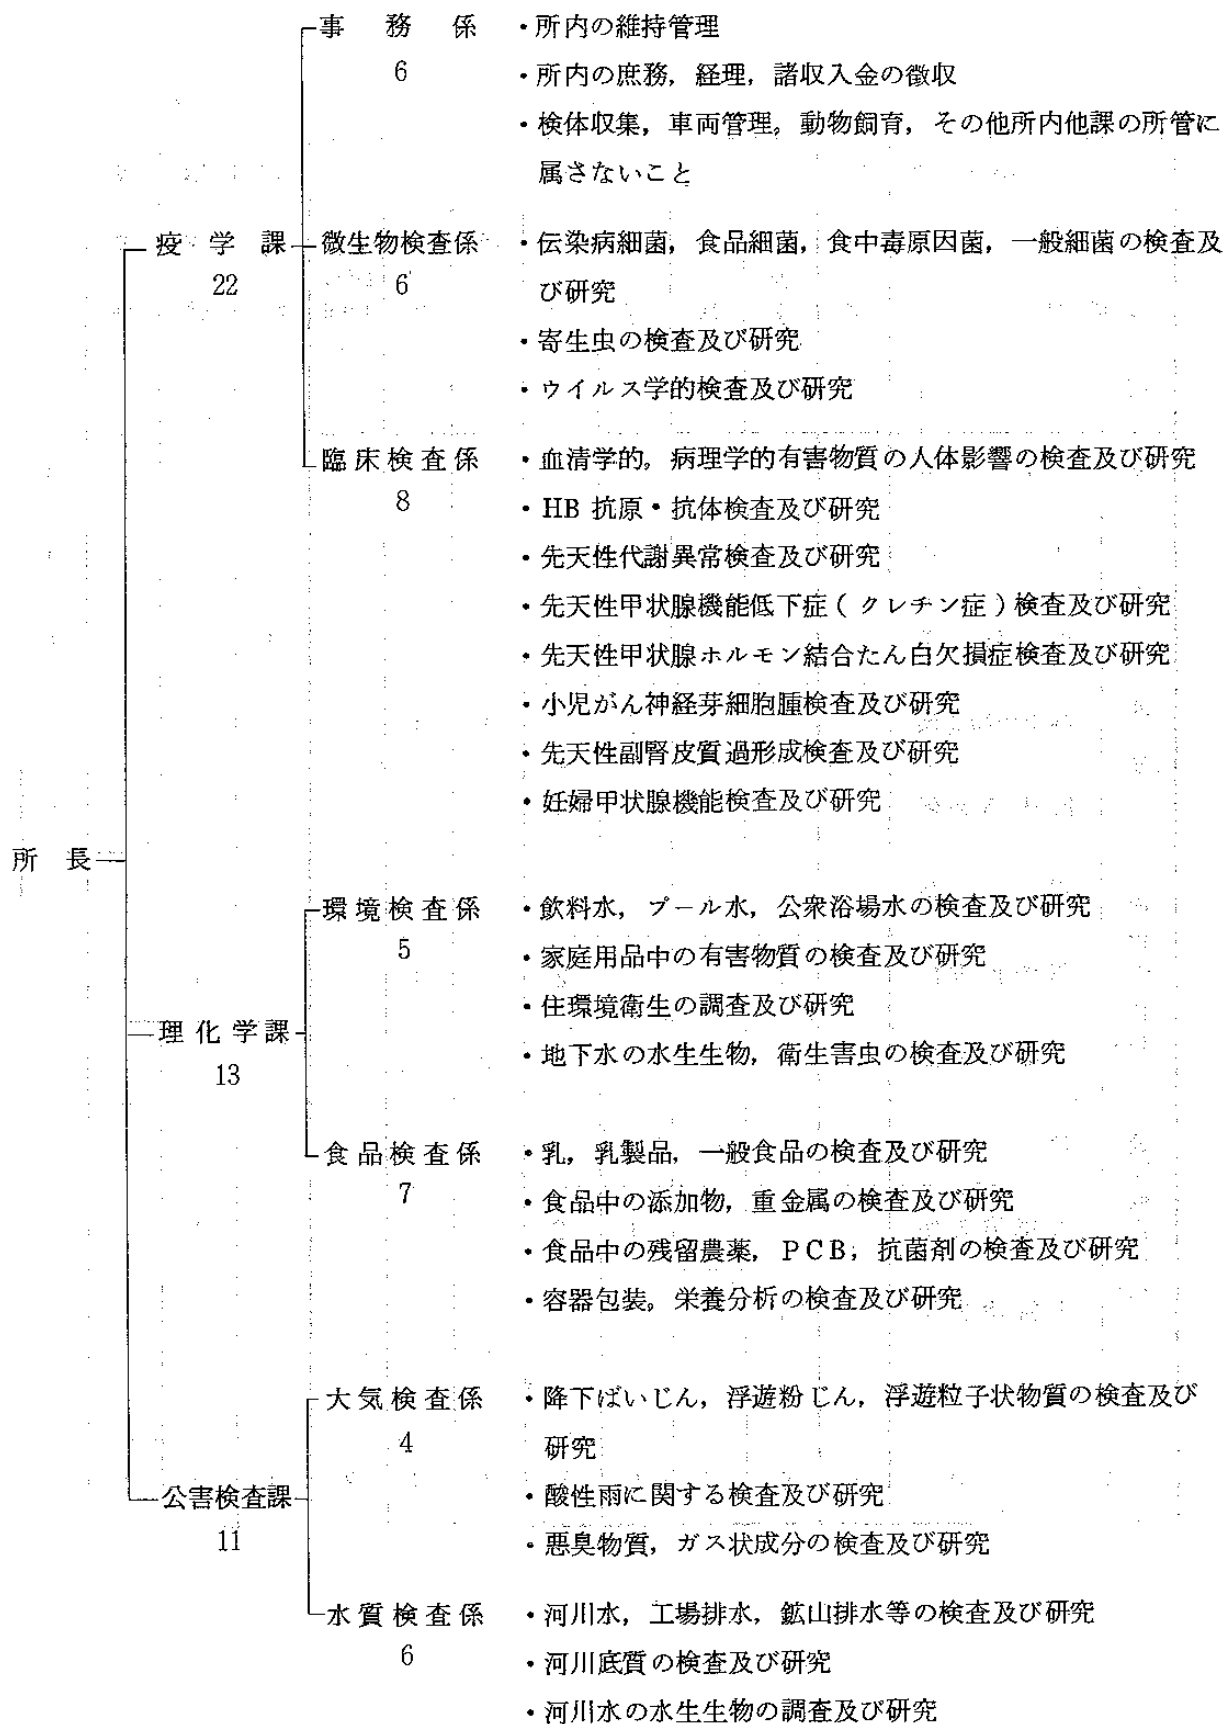 事務係
6
・所内の維持管理
・所内の庶務,経理,諸収入金の徴収
・検体収集,車両管理,動物飼育,その他所内他課の所管に
属さないこと
疫学課
22
微生物検査係
6
・伝染病細菌,食品細菌,食中毒原因菌,一般細菌の検査及
び研究
・寄生虫の検査及び研究
・ウイルス学的検査及び研究
臨床検査係
8
・血清学的,病理学的有害物質の人体影響の検査及び研究
・HB 抗原・抗体検査及び研究
・先天性代謝異常検査及び研究
・先天性甲状腺機能低下症(クレチン症)検査及び研究
・先天性甲状腺ホルモン結合たん白欠損症検査及び研究
・小児がん神経芽細胞腫検査及び研究
・先天性副腎皮質過形成検査及び研究
・妊婦甲状腺機能検査及び研究
所長
環境検査係
5
・飲料水,プール水,公衆浴場水の検査及び研究
・家庭用品中の有害物質の検査及び研究
・住環境衛生の調査及び研究
・地下水の水生生物,衛生害虫の検査及び研究
理化学課
13
食品検査係
7
・乳,乳製品,一般食品の検査及び研究
・食品中の添加物,重金属の検査及び研究
・食品中の残留農薬,PCB,抗菌剤の検査及び研究
・容器包装,栄養分析の検査及び研究
大気検査係
4
・降下ばいじん,浮遊粉じん,浮遊粒子状物質の検査及び
研究
・酸性雨に関する検査及び研究
・悪臭物質,ガス状成分の検査及び研究
公害検査課
11
水質検査係
6
・河川水,工場排水,鉱山排水等の検査及び研究
・河川底質の検査及び研究
・河川水の水生生物の調査及び研究